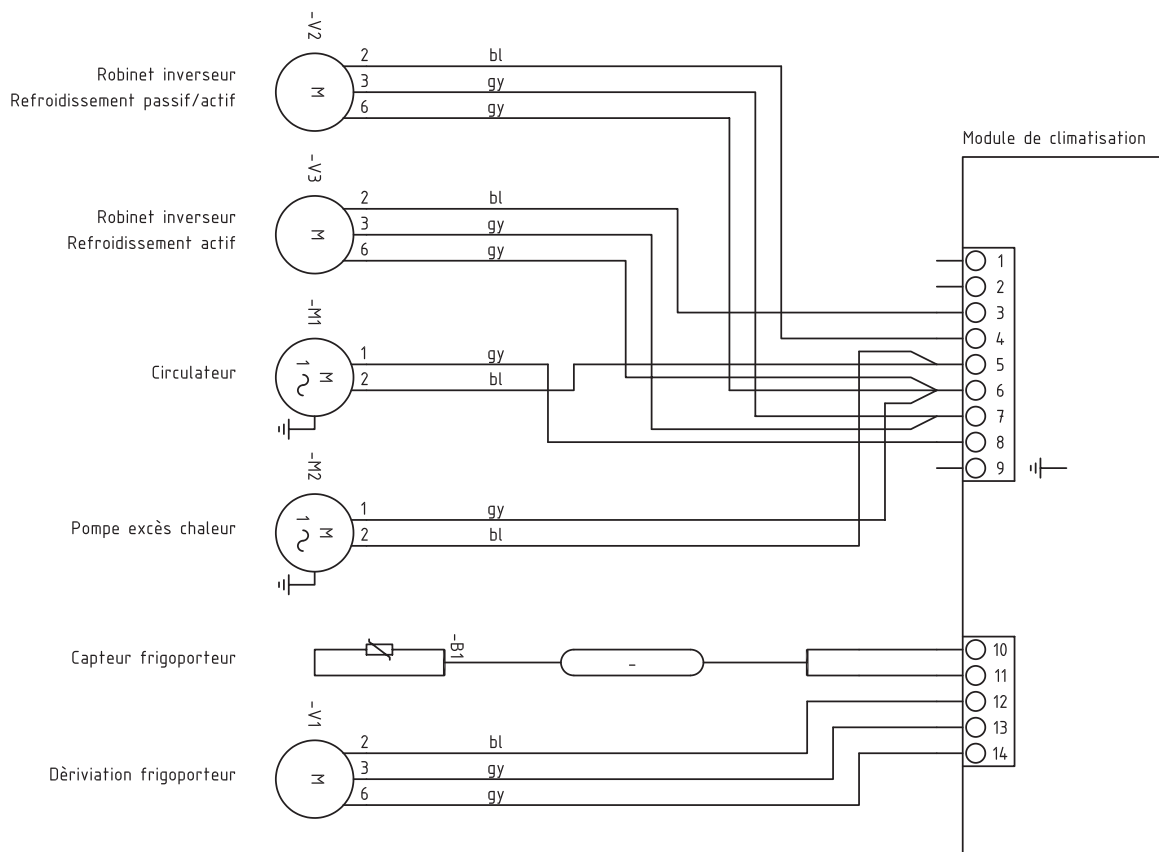 -V2
Robinet inverseur
Refroidissement passif/actif
M
2 bl
3 gy
6 gy
Module de climatisation
-V3
Robinet inverseur
Refroidissement actif
M
2 bl
3 gy
6 gy
-M1
Circulateur
M
1
1 gy
2 bl
1
2
3
4
5
6
7
8
9
-M2
Pompe excès chaleur
M
1
1 gy
2 bl
Capteur frigoporteur
-B1
-
10
11
12
13
14
-V1
Dèriviation frigoporteur
M
2 bl
3 gy
6 gy